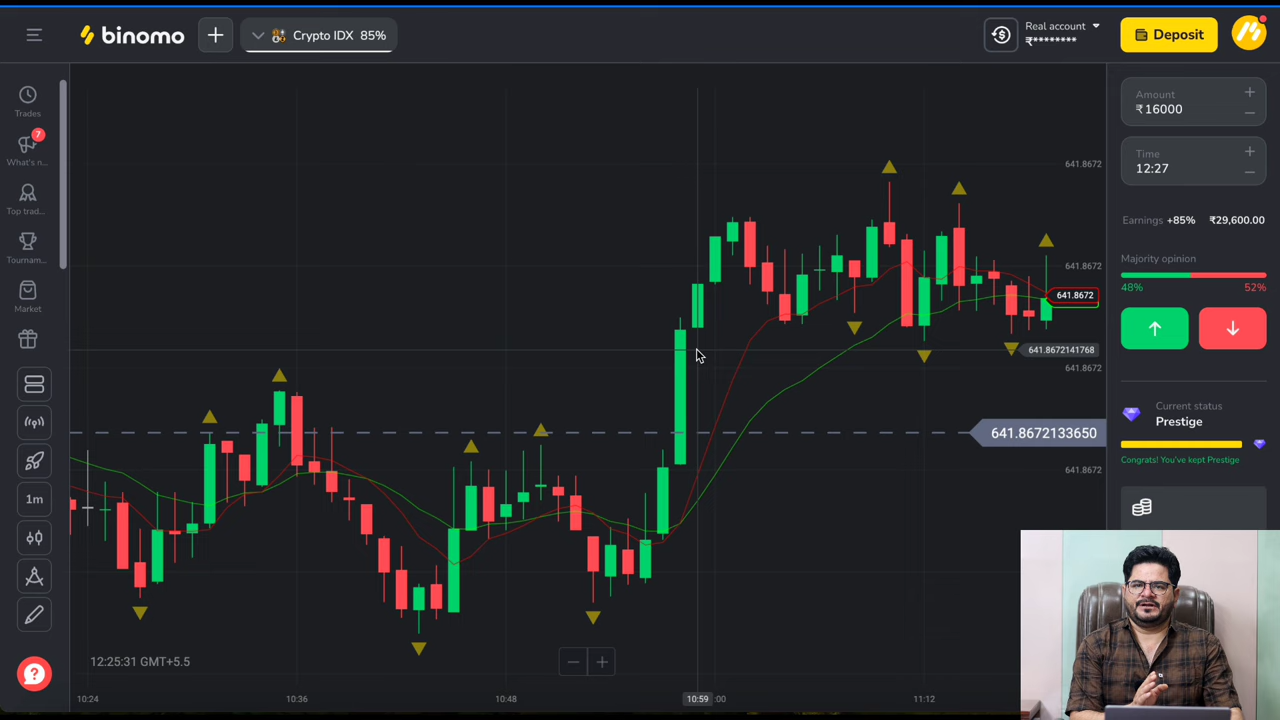 binomo
+
Crypto IDX 85%
Real account
₹********
Deposit
Trades
7
What's n...
Top trad...
Tournam...
Market
1m
?
Amount
₹16000
+
−
Time
12:27
+
−
Earnings +85% ₹29,600.00
Majority opinion
48% 52%
Current status
Prestige
Congrats! You've kept Prestige
641.8672
641.8672
641.8672
641.8672141768
641.8672
641.8672133650
641.8672
12:25:31 GMT+5.5
− +
10:24 10:36 10:48 10:59 :00 11:12